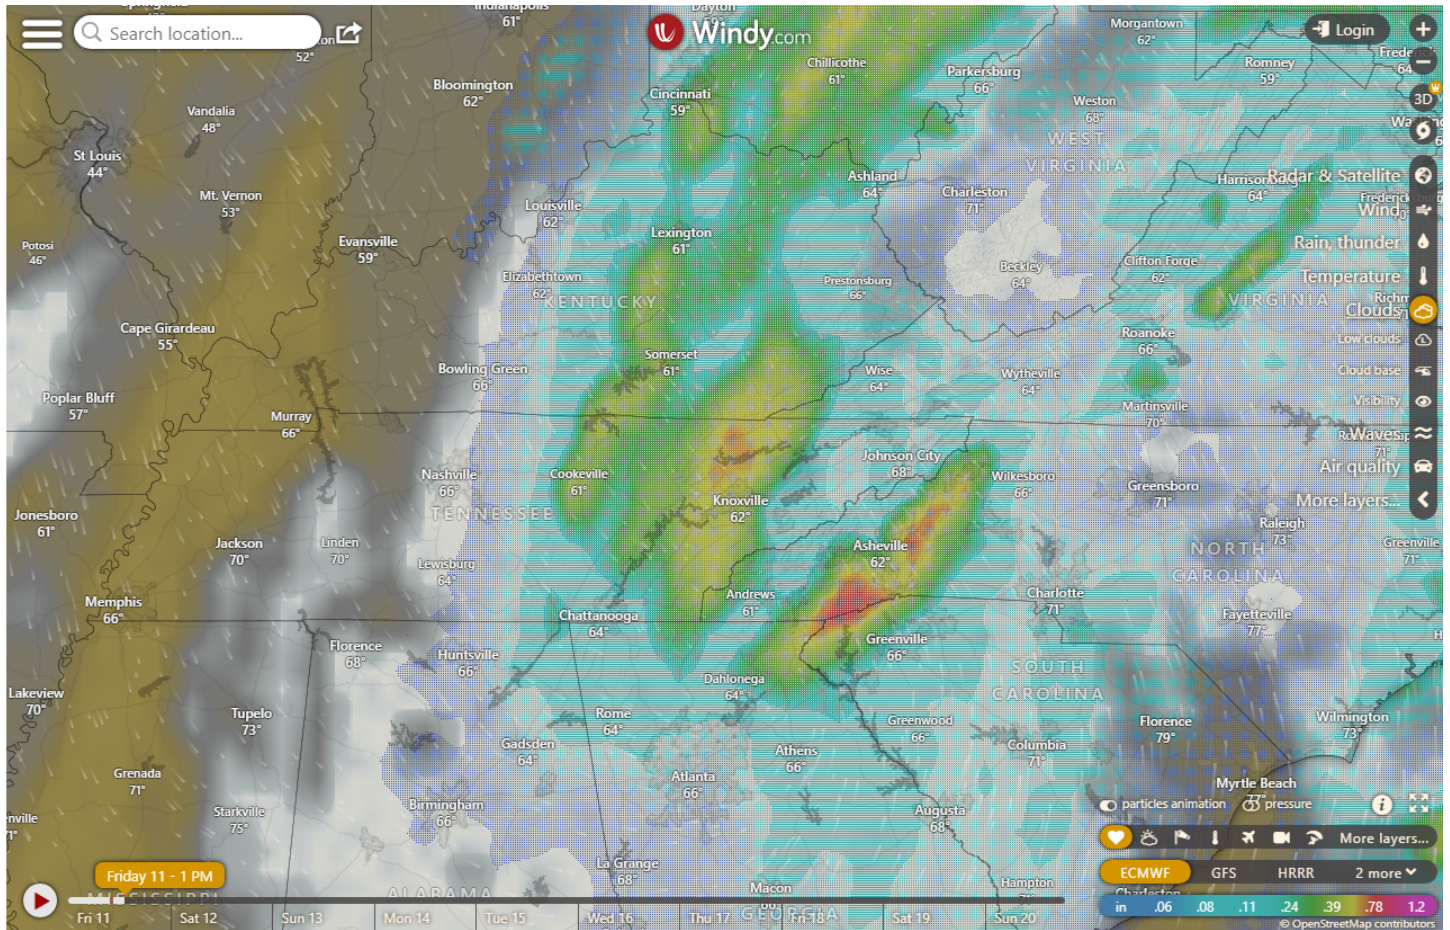 Springfield
Indianapolis
61°
Dayton
Search location...
52°
Windy.com
Morgantown
62°
Login
Chillicothe
61°
Parkersburg
66°
Romney
59°
64
3D
Bloomington
62°
Cincinnati
59°
Weston
68°
Vandalia
48°
WEST
VIRGINIA
St Louis
44°
Ashland
64°
Charleston
71°
Harrisonburg
64°
Radar & Satellite
Mt. Vernon
53°
Louisville
62°
Wind
Potosi
46°
Evansville
59°
Lexington
61°
Rain, thunder
Elizabethtown
62°
KENTUCKY
Prestonsburg
66°
Beckley
64°
Clifton Forge
62°
Temperature
VIRGINIA
Richm
Clouds
Cape Girardeau
55°
Roanoke
66°
Low clouds
Somerset
61°
Bowling Green
66°
Wise
64°
Wytheville
64°
Cloud base
Poplar Bluff
57°
Murray
66°
Martinsville
70°
Visibility
Waves
71°
Nashville
66°
Cookeville
61°
Johnson City
68°
Wilkesboro
66°
Greensboro
71°
Air quality
TENNESSEE
Knoxville
62°
More layers...
Jonesboro
61°
Jackson
70°
Linden
70°
Asheville
62°
Raleigh
73°
NORTH
CAROLINA
Greenville
71°
Lewisburg
64°
Memphis
66°
Andrews
61°
Charlotte
71°
Fayetteville
77°
Chattanooga
64°
Florence
68°
Huntsville
66°
Greenville
66°
SOUTH
CAROLINA
Lakeview
70°
Dahlonega
64°
Tupelo
73°
Rome
64°
Greenwood
66°
Florence
79°
Wilmington
73°
Gadsden
64°
Athens
66°
Columbia
71°
Grenada
71°
Atlanta
66°
Myrtle Beach
77°
Starkville
75°
Birmingham
66°
Augusta
68°
particles animation
pressure
enville
71°
More layers...
La Grange
68°
Friday 11 - 1 PM
Macon
Hampton
ECMWF GFS HRRR 2 more
MISSISSIPPI
ALABAMA
GEORGIA
Charleston
Fri 11 Sat 12 Sun 13 Mon 14 Tue 15 Wed 16 Thu 17 Fri 18 Sat 19 Sun 20
in .06 .08 .11 .24 .39 .78 1.2
© OpenStreetMap contributors